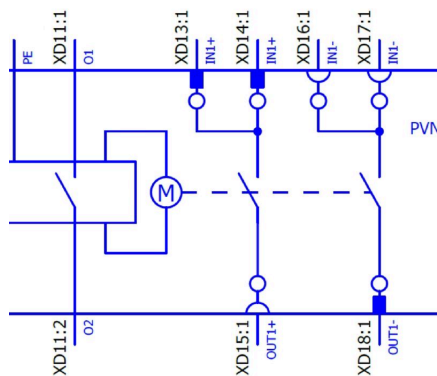 XD11:1
XD13:1
XD14:1
XD16:1
XD17:1
PE
O1
IN1+
IN1+
IN1-
IN1-
PVN
M
XD11:2
O2
XD15:1
OUT1+
XD18:1
OUT1-